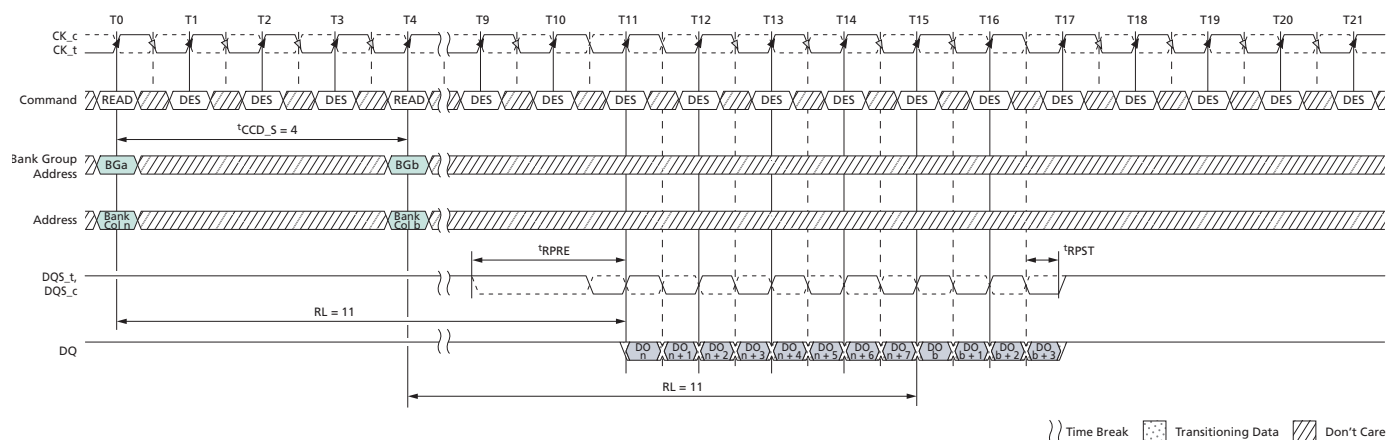 T0 T1 T2 T3 T4 T9 T10 T11 T12 T13 T14 T15 T16 T17 T18 T19 T20 T21
CK_c
CK_t
Command READ DES DES DES READ DES DES DES DES DES DES DES DES DES DES DES DES DES
tCCD_S = 4
Bank Group
Address
BGa BGb
Address
Bank
Col n
Bank
Col b
tRPRE tRPST
DQS_t,
DQS_c
RL = 11
DQ
DO
n
DO
n + 1
DO
n + 2
DO
n + 3
DO
n + 4
DO
n + 5
DO
n + 6
DO
n + 7
DO
b
DO
b + 1
DO
b + 2
DO
b + 3
RL = 11
Time Break Transitioning Data Don't Care